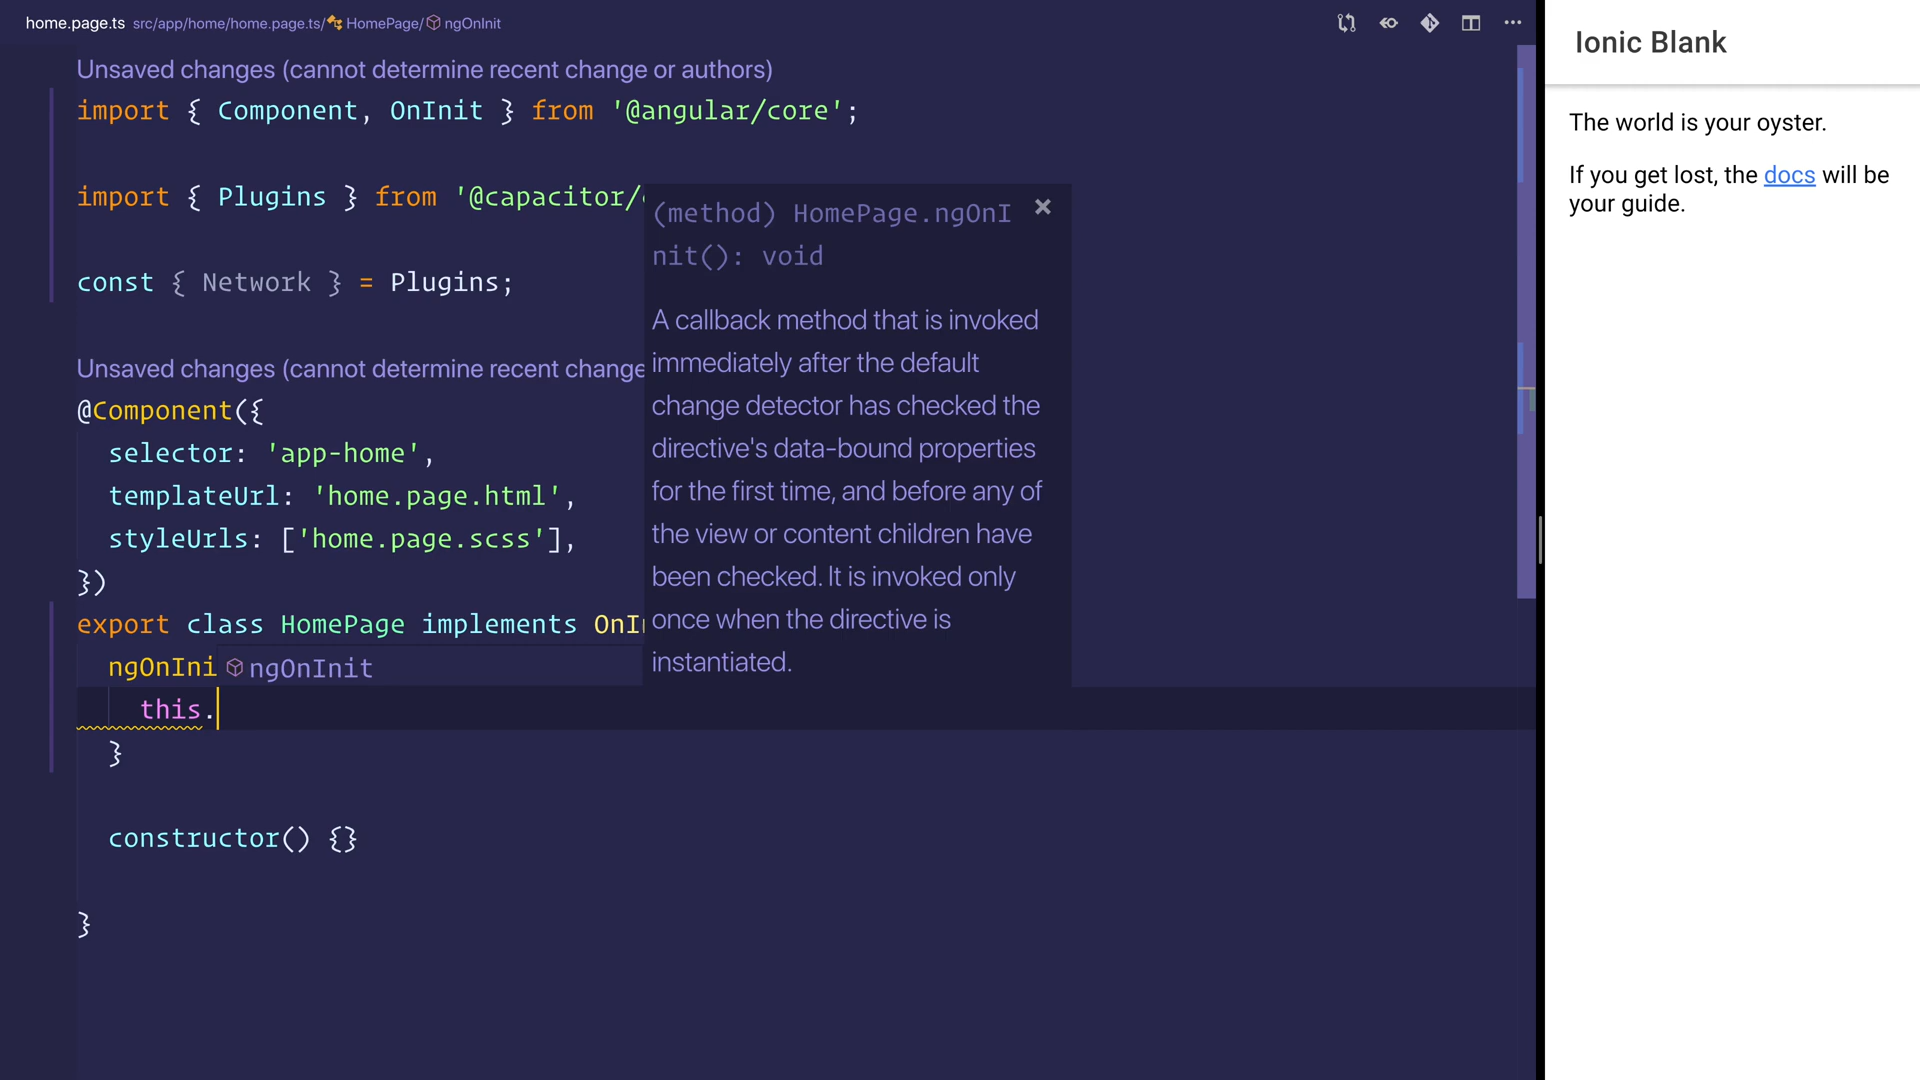 home.page.ts src/app/home/home.page.ts/ HomePage/ ngOnInit
Unsaved changes (cannot determine recent change or authors)
import { Component, OnInit } from '@angular/core';
import { Plugins } from '@capacitor/
const { Network } = Plugins;
Unsaved changes (cannot determine recent change
@Component({
selector: 'app-home',
templateUrl: 'home.page.html',
styleUrls: ['home.page.scss'],
})
export class HomePage implements OnI
ngOnIni
ngOnInit
this.
}
constructor() {}
}
(method) HomePage.ngOnI
nit(): void
A callback method that is invoked
immediately after the default
change detector has checked the
directive's data-bound properties
for the first time, and before any of
the view or content children have
been checked. It is invoked only
once when the directive is
instantiated.
Ionic Blank
The world is your oyster.
If you get lost, the docs will be
your guide.